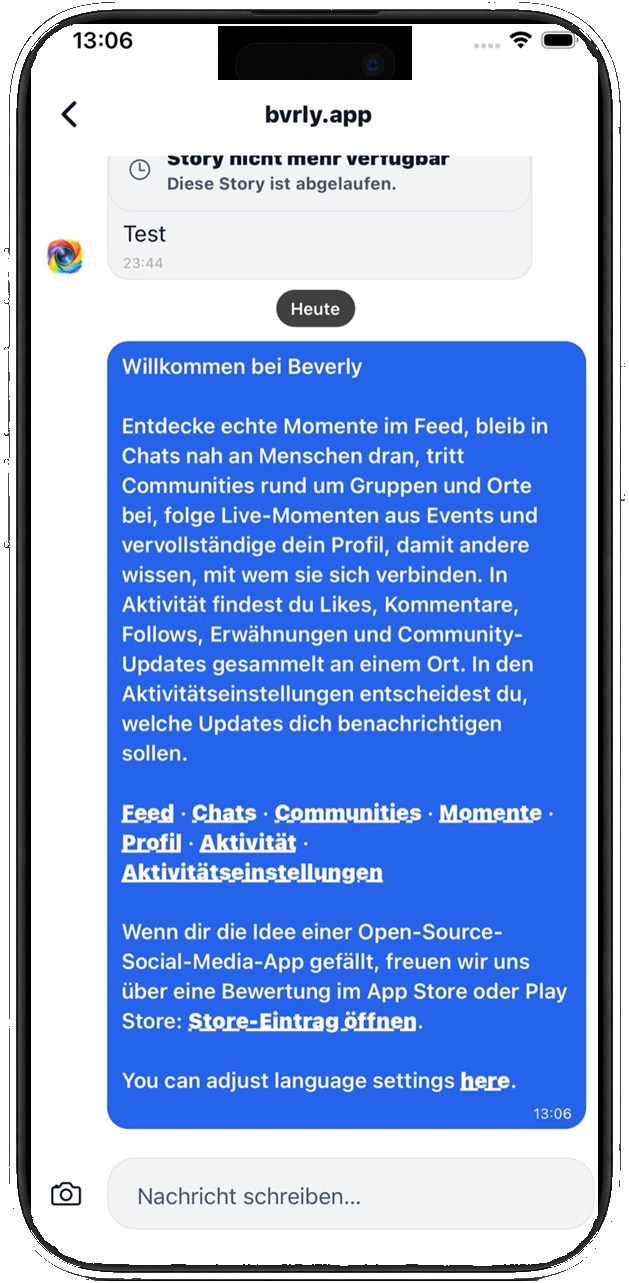 13:06
bvrly.app
Story nicht mehr verfügbar
Diese Story ist abgelaufen.
Test
23:44
Heute
Willkommen bei Beverly
Entdecke echte Momente im Feed, bleib in
Chats nah an Menschen dran, tritt
Communities rund um Gruppen und Orte
bei, folge Live-Momenten aus Events und
vervollständige dein Profil, damit andere
wissen, mit wem sie sich verbinden. In
Aktivität findest du Likes, Kommentare,
Follows, Erwähnungen und Community-
Updates gesammelt an einem Ort. In den
Aktivitätseinstellungen entscheidest du,
welche Updates dich benachrichtigen
sollen.
Feed · Chats · Communities · Momente ·
Profil · Aktivität ·
Aktivitätseinstellungen
Wenn dir die Idee einer Open-Source-
Social-Media-App gefällt, freuen wir uns
über eine Bewertung im App Store oder Play
Store: Store-Eintrag öffnen.
You can adjust language settings here.
13:06
Nachricht schreiben...